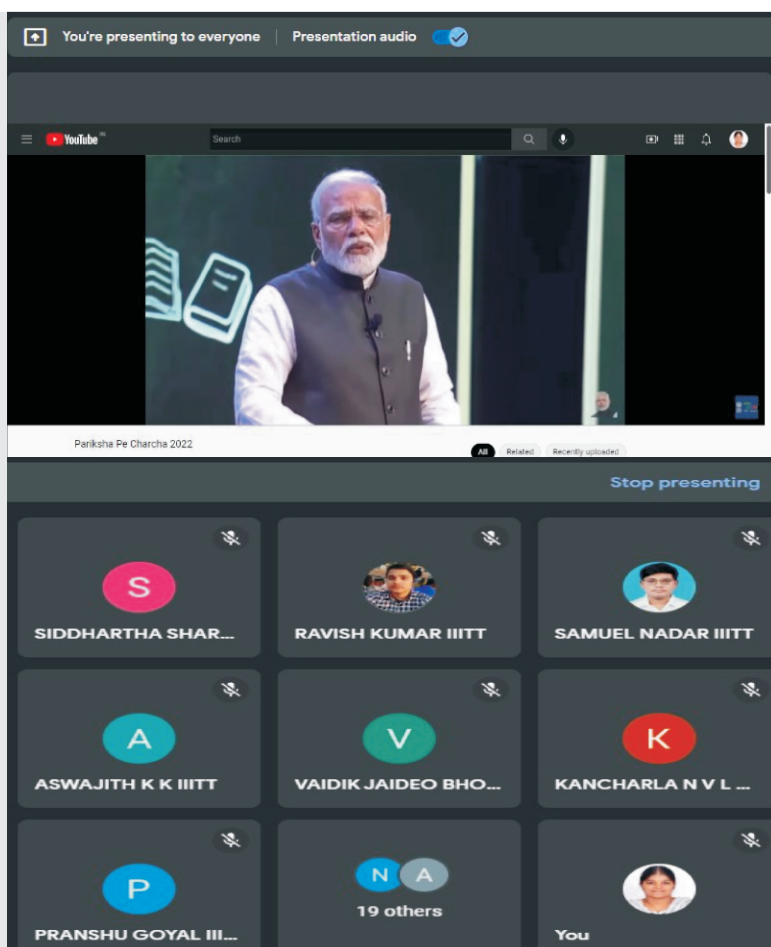 You're presenting to everyone | Presentation audio
YouTube IN Search
Pariksha Pe Charcha 2022
All Related Recently uploaded
Stop presenting
S
SIDDHARTHA SHAR...
RAVISH KUMAR IIITT
SAMUEL NADAR IIITT
A
ASWAJITH K K IIITT
V
VAIDIK JAIDEO BHO...
K
KANCHARLA N V L ...
P
PRANSHU GOYAL III...
N A
19 others
You